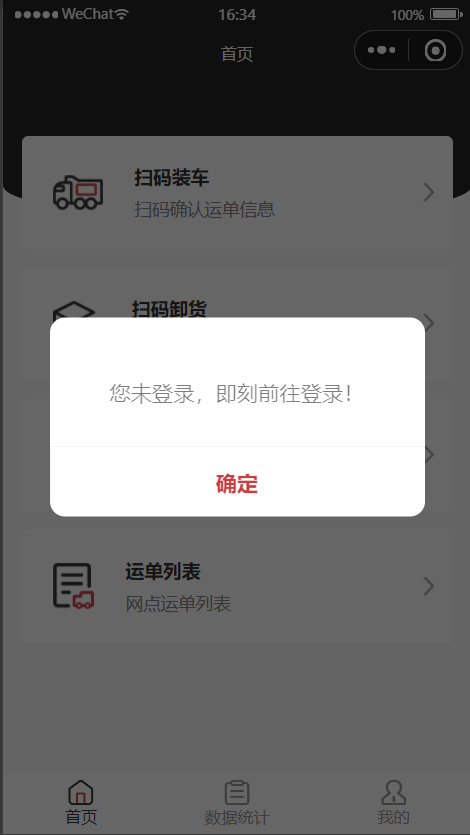 WeChat
16:34
100%
首页
扫码装车
扫码确认运单信息
扫码卸货
您未登录，即刻前往登录！
确定
运单列表
网点运单列表
首页
数据统计
我的